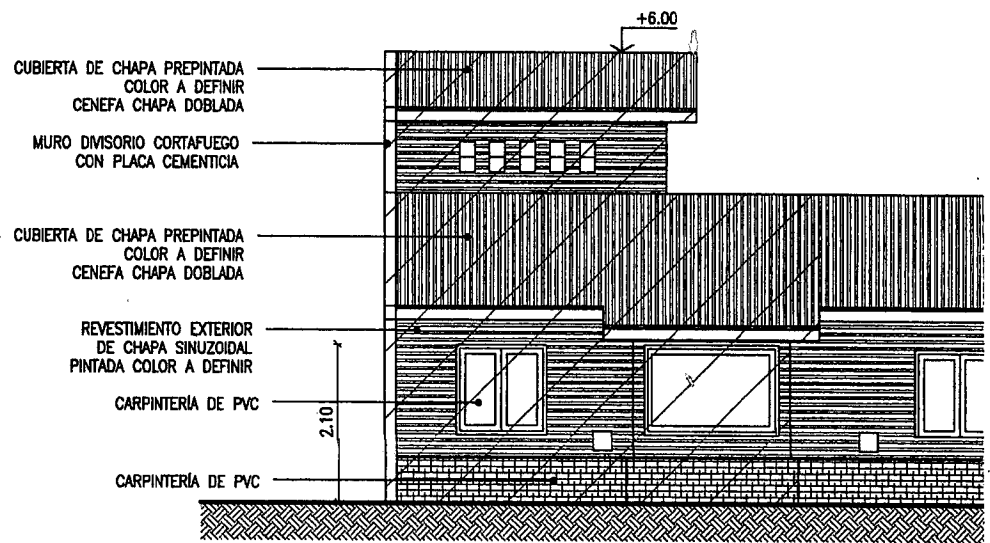 +6.00
CUBIERTA DE CHAPA PREPINTADA
COLOR A DEFINIR
CENEFA CHAPA DOBLADA
MURO DIVISORIO CORTAFUEGO
CON PLACA CEMENTICIA
CUBIERTA DE CHAPA PREPINTADA
COLOR A DEFINIR
CENEFA CHAPA DOBLADA
REVESTIMIENTO EXTERIOR
DE CHAPA SINUZOIDAL
PINTADA COLOR A DEFINIR
CARPINTERÍA DE PVC
2.10
CARPINTERÍA DE PVC